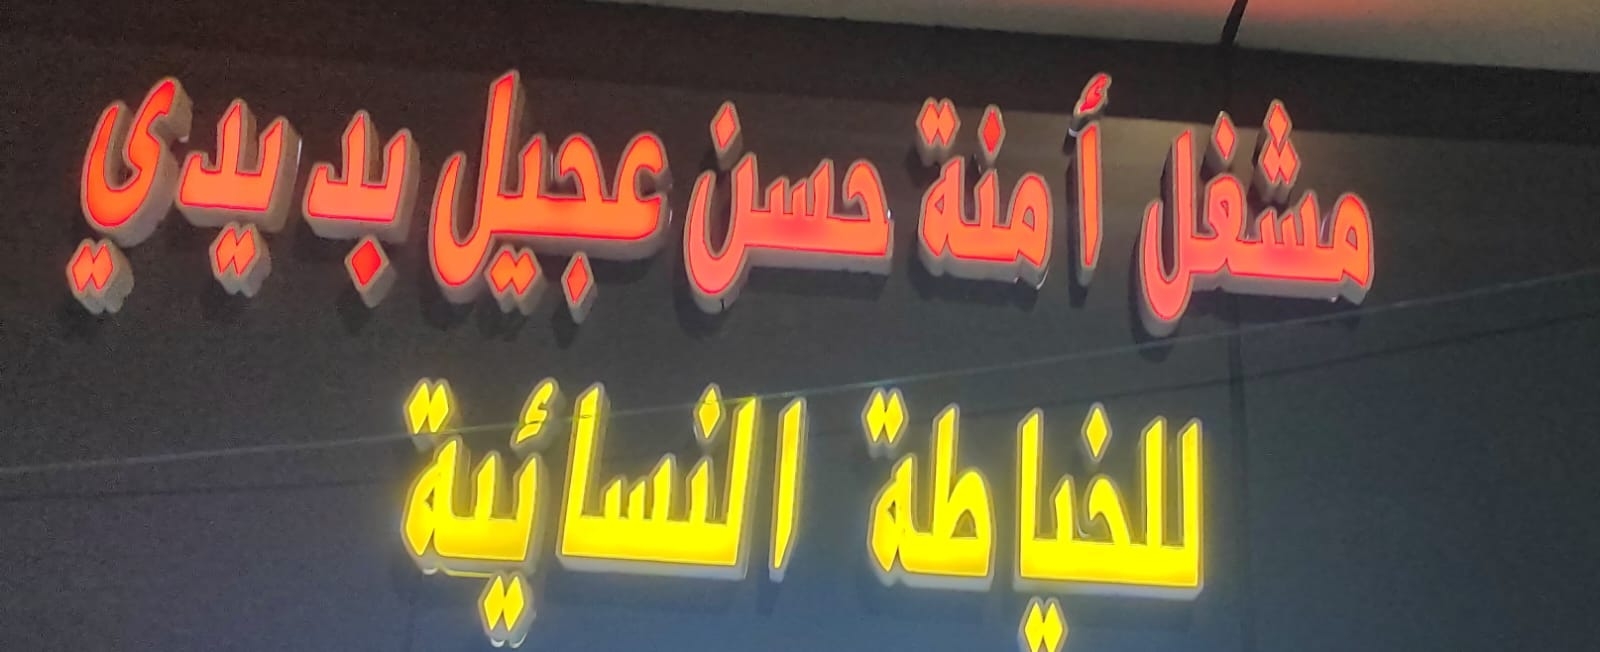 مشغل أمنة حسن عجيل بديدي
للخياطة النسائية